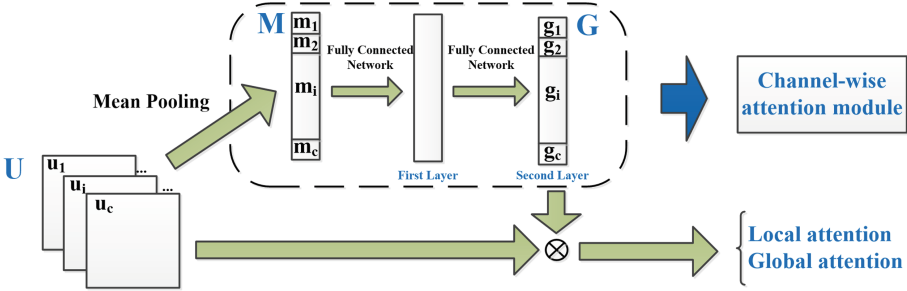 M
m1
m2
mi
mc
Fully Connected
Network
First Layer
Fully Connected
Network
G
g1
g2
gi
gc
Second Layer
Channel-wise
attention module
Mean Pooling
U
u1
...
ui
...
uc
Local attention
Global attention